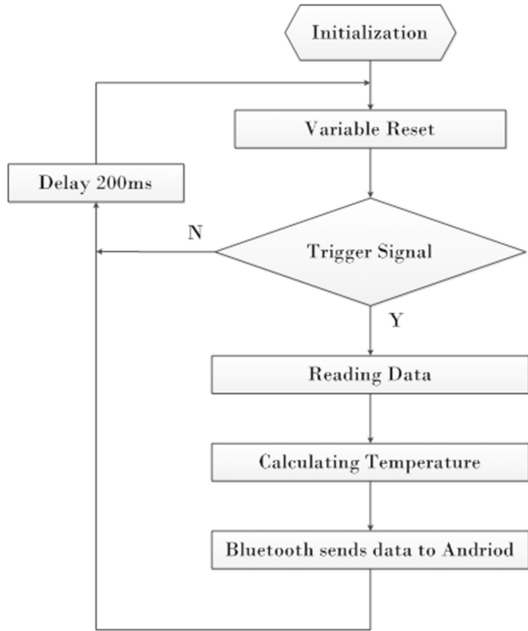 Initialization
Variable Reset
Delay 200ms
N
Trigger Signal
Y
Reading Data
Calculating Temperature
Bluetooth sends data to Andriod